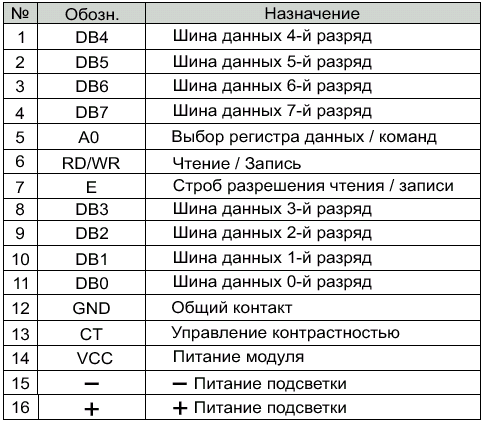 № Обозн. Назначение
1 DB4 Шина данных 4-й разряд
2 DB5 Шина данных 5-й разряд
3 DB6 Шина данных 6-й разряд
4 DB7 Шина данных 7-й разряд
5 A0 Выбор регистра данных / команд
6 RD/WR Чтение / Запись
7 E Строб разрешения чтения / записи
8 DB3 Шина данных 3-й разряд
9 DB2 Шина данных 2-й разряд
10 DB1 Шина данных 1-й разряд
11 DB0 Шина данных 0-й разряд
12 GND Общий контакт
13 CT Управление контрастностью
14 VCC Питание модуля
15 − − Питание подсветки
16 + + Питание подсветки